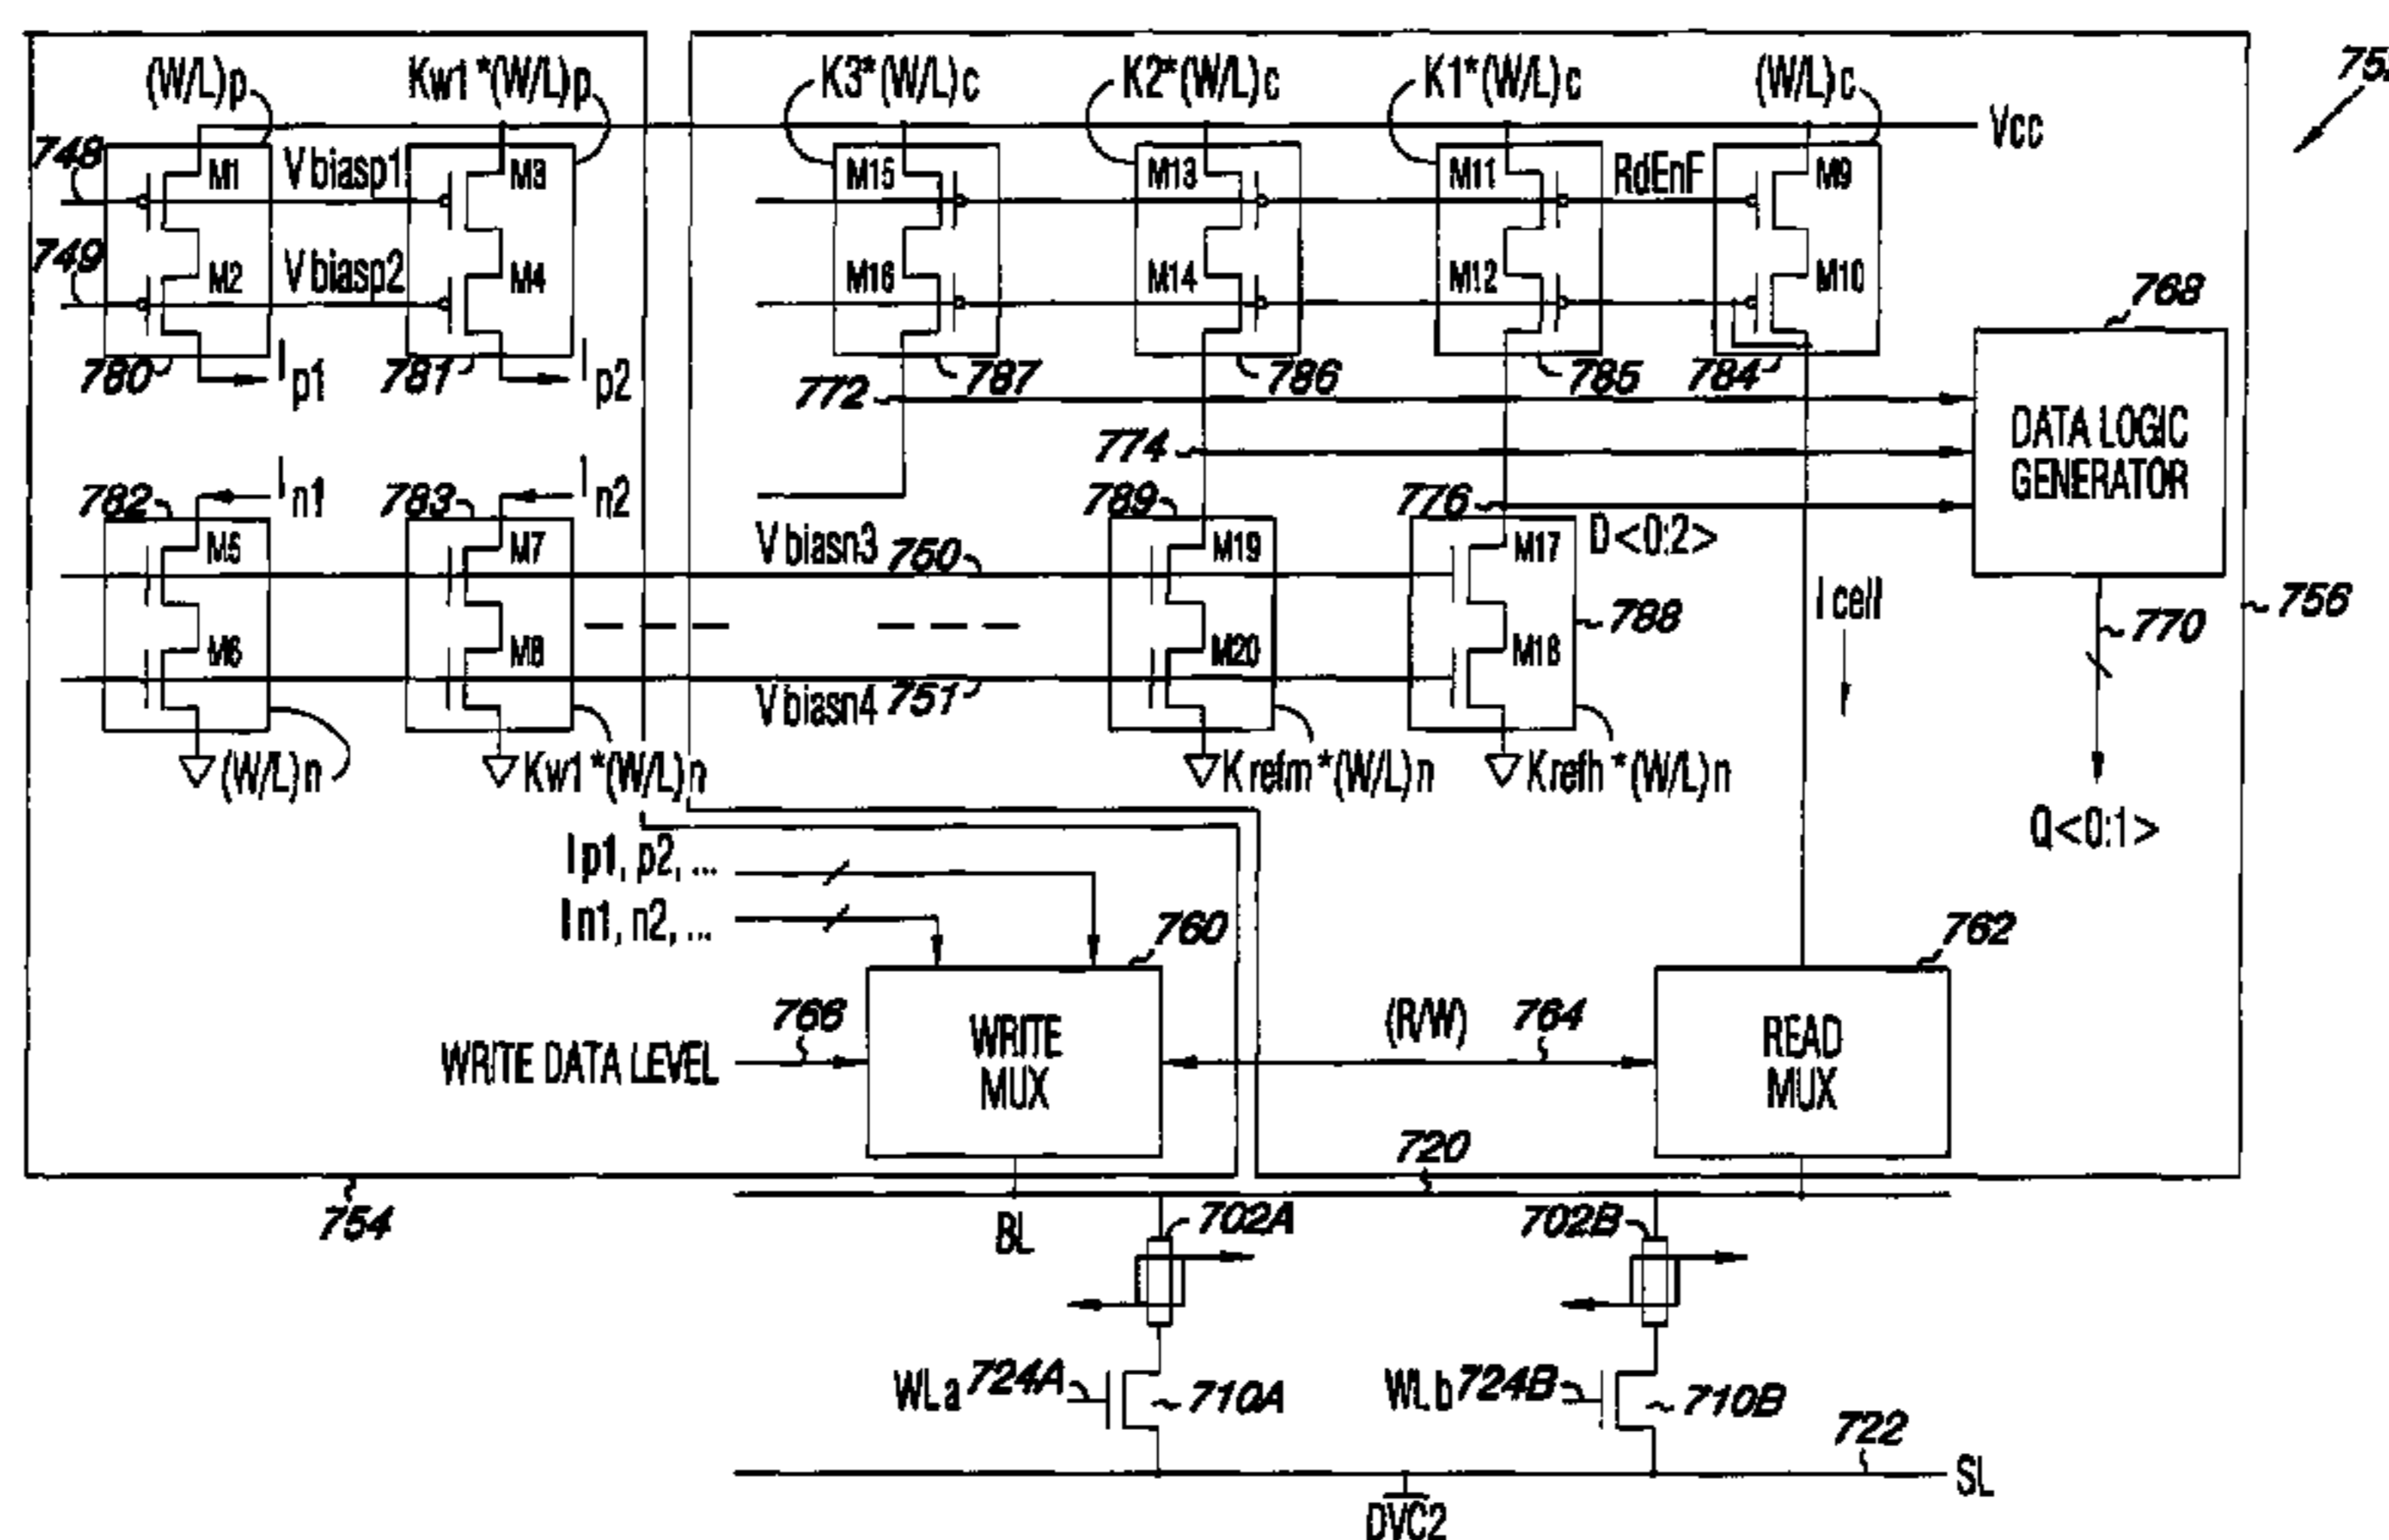 (W/L)p
Kw1*(W/L)p
K3*(W/L)c
K2*(W/L)c
K1*(W/L)c
(W/L)c
Vcc
748
M1
Vbiasp1
M3
M15
M13
M11
RdEnF
M9
749
M2
Vbiasp2
M4
M16
M14
M12
M10
768
780
Ip1
781
Ip2
772
787
786
785
784
DATA LOGIC
GENERATOR
774
782
In1
783
In2
789
776
D<0:2>
M5
M7
Vbiasn3
750
M19
M17
I cell
756
M6
M8
M20
M18
788
770
Vbiasn4
751
(W/L)n
Kw1*(W/L)n
Krefm*(W/L)n
Krefh*(W/L)n
Q<0:1>
Ip1, p2, ...
In1, n2, ...
760
762
766
WRITE DATA LEVEL
WRITE
MUX
(R/W)
764
READ
MUX
720
754
BL
702A
702B
WLa
724A
710A
WLb
724B
710B
722
SL
DVC2